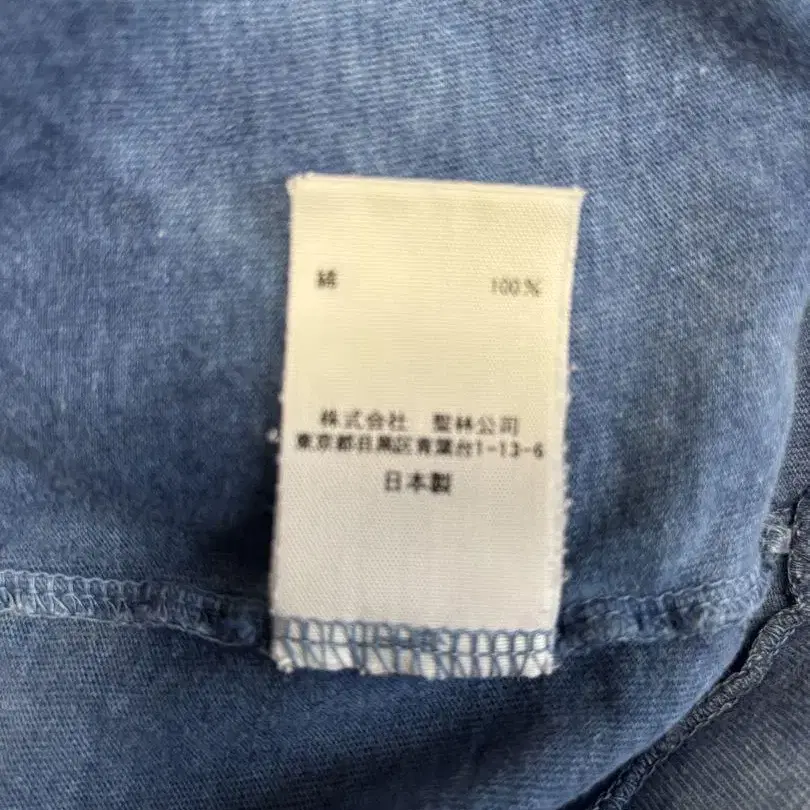 綿 100%
株式会社 聖林公司
東京都目黒区青葉台1-13-6
日本製